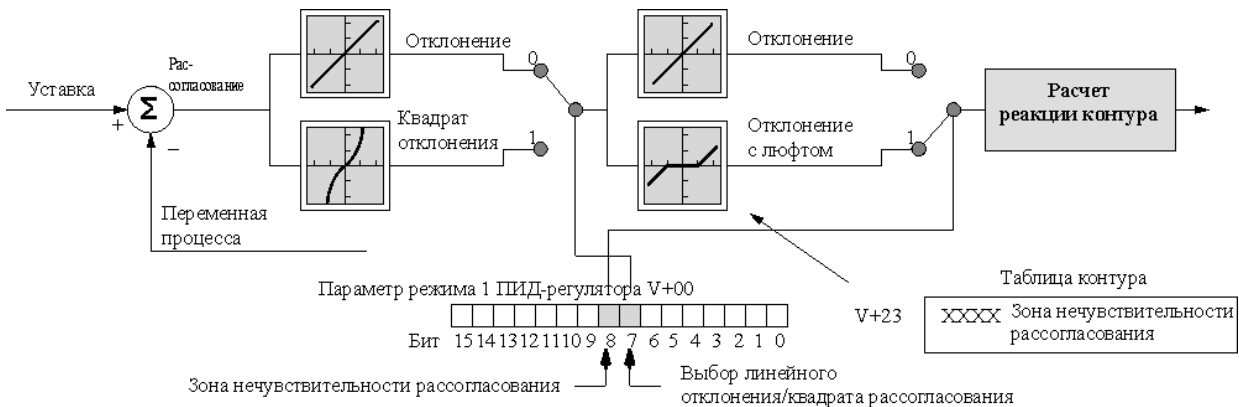 Отклонение
0
Отклонение
0
Рас-
согласование
Уставка
Σ
+
−
Квадрат
отклонения
1
Отклонение
с люфтом
1
Расчет
реакции контура
Переменная
процесса
Параметр режима 1 ПИД-регулятора V+00
Бит 15 14 13 12 11 10 9 8 7 6 5 4 3 2 1 0
Таблица контура
V+23
XXXX Зона нечувствительности
рассогласования
Зона нечувствительности рассогласования
Выбор линейного
отклонения/квадрата рассогласования